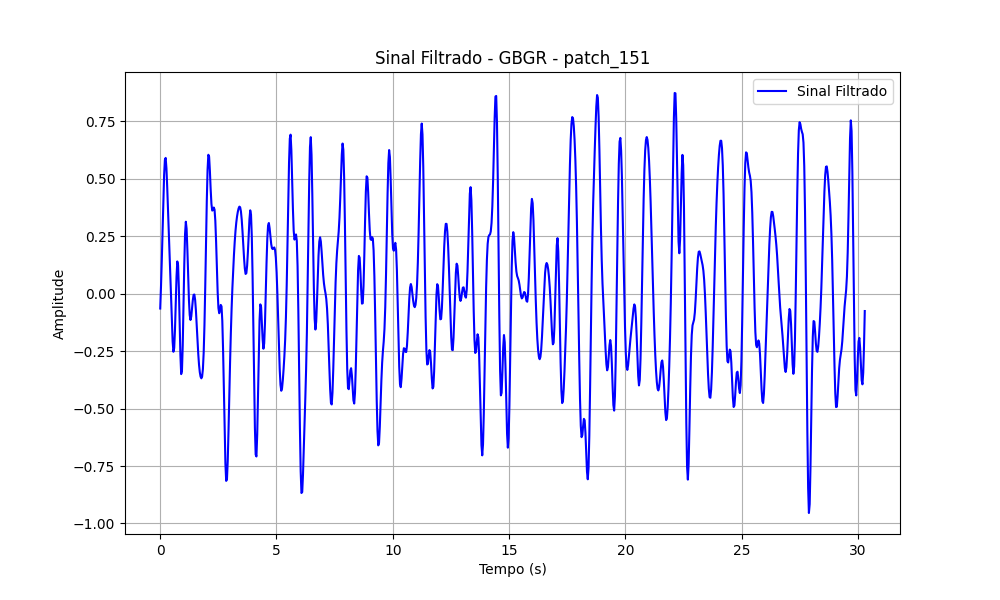 Sinal Filtrado - GBGR - patch_151
Sinal Filtrado
0.75
0.50
0.25
0.00
−0.25
−0.50
−0.75
−1.00
Amplitude
0 5 10 15 20 25 30
Tempo (s)